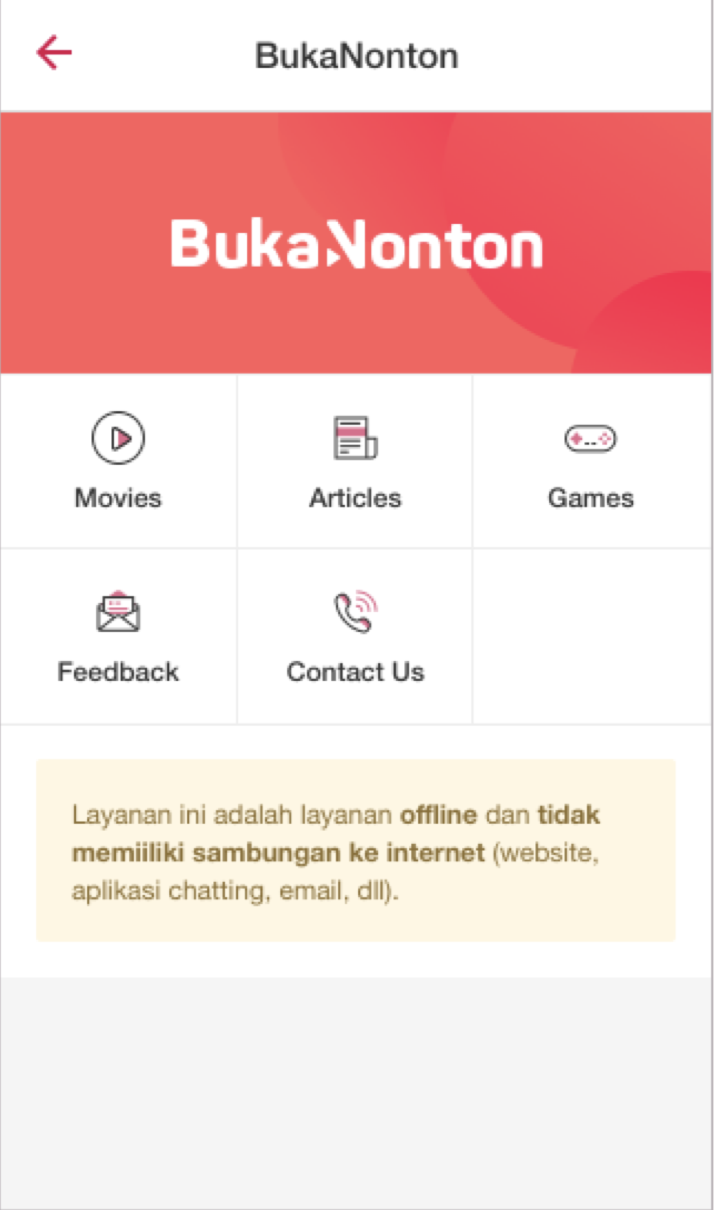 BukaNonton
BukaNonton
Movies
Articles
Games
Feedback
Contact Us
Layanan ini adalah layanan offline dan tidak
memiiliki sambungan ke internet (website,
aplikasi chatting, email, dll).